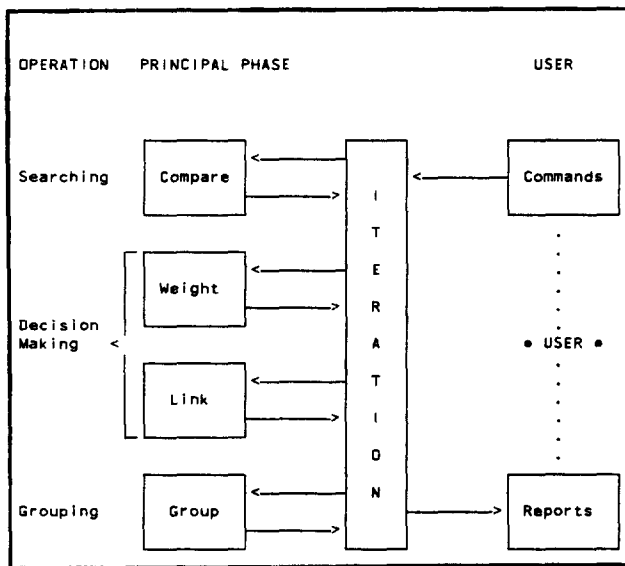 OPERATION PRINCIPAL PHASE USER
Searching Compare Commands
Weight
Decision
Making
• USER •
Link
Grouping Group Reports
I
T
E
R
A
T
I
O
N